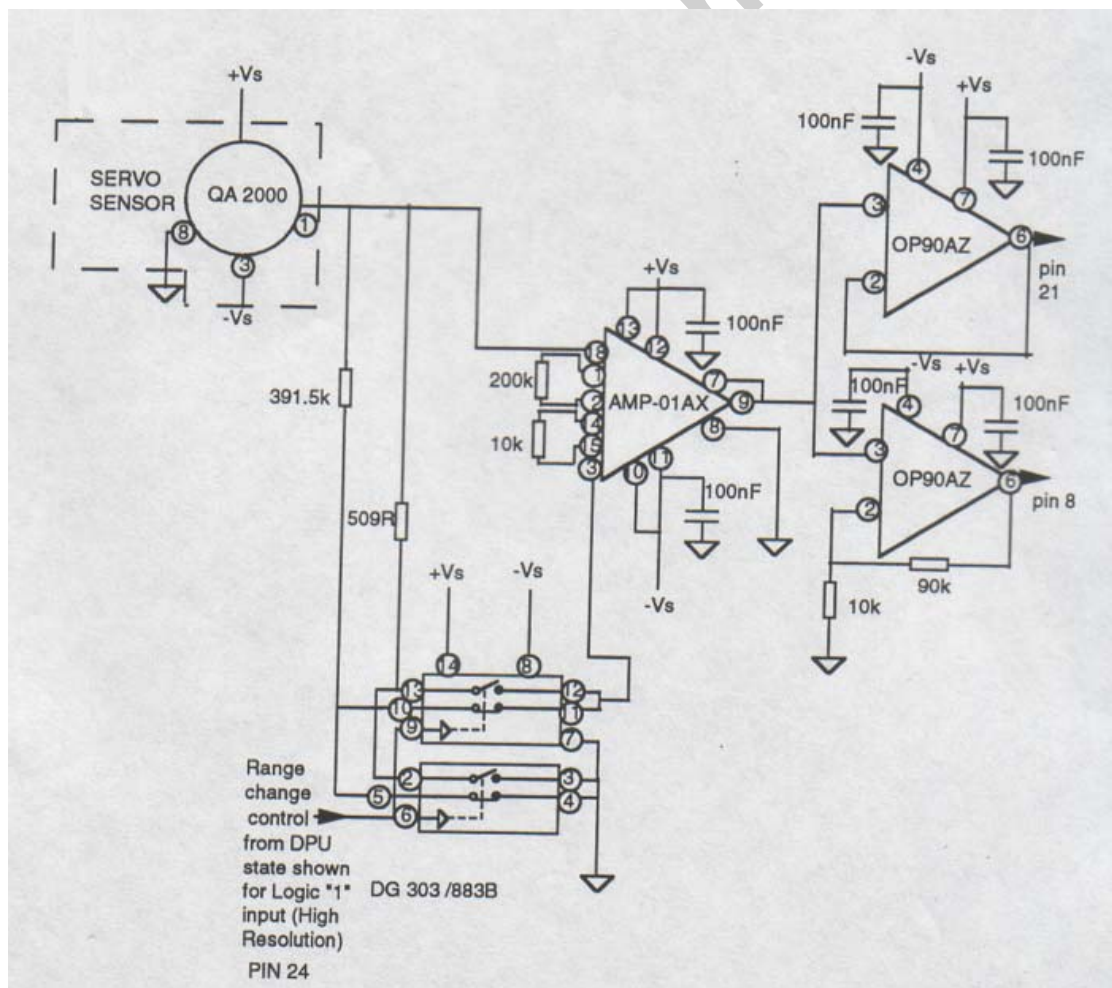 +Vs
SERVO
SENSOR
QA 2000
1
8
3
-Vs
391.5k
509R
200k
10k
18
1
2
14
15
3
13
12
+Vs
100nF
AMP-01AX
7
9
8
10
11
100nF
-Vs
-Vs
+Vs
100nF
100nF
4
7
3
2
6
OP90AZ
pin
21
-Vs
+Vs
100nF
100nF
4
7
3
2
6
OP90AZ
pin 8
90k
10k
+Vs
-Vs
14
8
13
12
10
11
9
7
2
3
5
4
6
Range
change
control
from DPU
state shown
for Logic "1"
input (High
Resolution)
DG 303 /883B
PIN 24